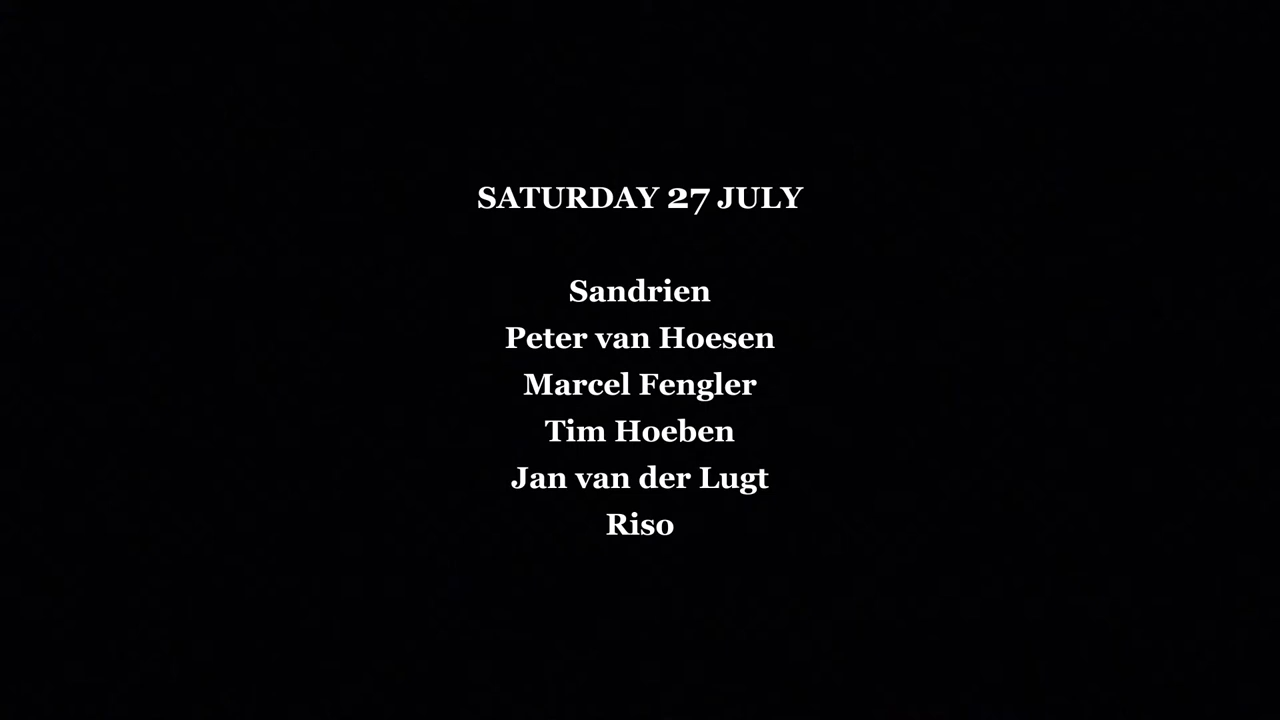 SATURDAY 27 JULY
Sandrien
Peter van Hoesen
Marcel Fengler
Tim Hoeben
Jan van der Lugt
Riso